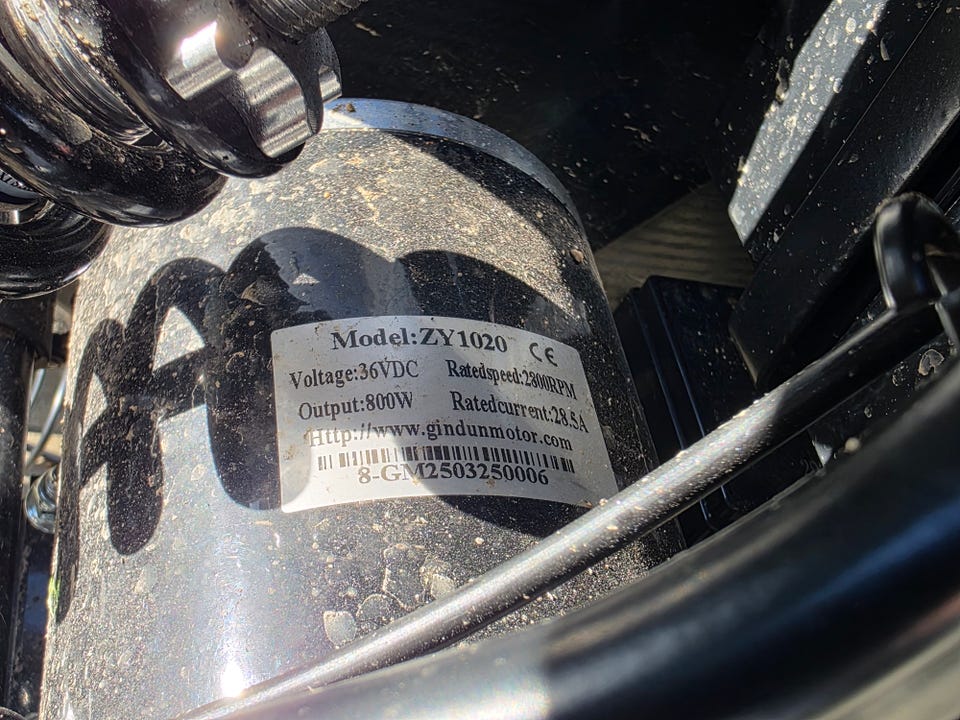 Model:ZY1020 CE
Voltage:36VDC Ratedspeed:2800RPM
Output:800W Ratedcurrent:28.5A
Http://www.gindunmotor.com
8-GM2503250006